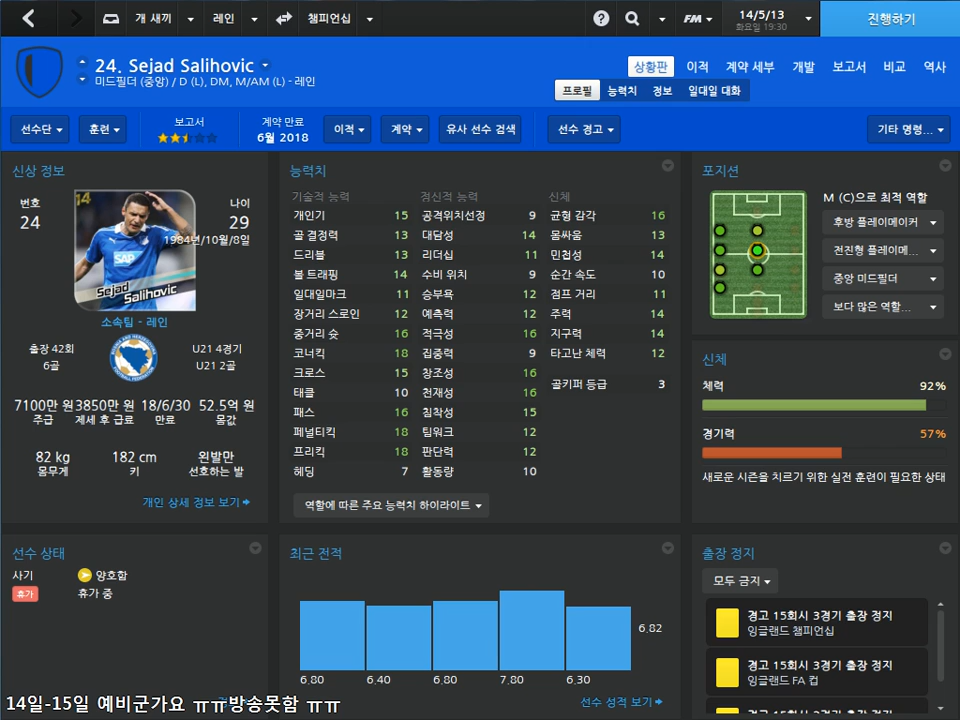 개 새끼 레인 챔피언십 FM 14/5/13 진행하기
화요일 19:30
24. Sejad Salihovic
미드필더 (중앙) / D (L), DM, M/AM (L) - 레인
상황판 이적 계약 세부 개발 보고서 비교 역사
프로필 능력치 정보 일대일 대화
선수단 훈련 보고서 계약 만료 6월 2018 이적 계약 유사 선수 검색 선수 경고 기타 명령...
신상 정보
번호
24
나이
29
1984년/10월/8일
14
SAP
Sejad
Salihovic
소속팀 - 레인
출장 42회
6골
U21 4경기
U21 2골
7100만 원 3850만 원 18/6/30 52.5억 원
주급 제세 후 급료 만료 몸값
82 kg 182 cm 왼발만
몸무게 키 선호하는 발
개인 상세 정보 보기
능력치
기술적 능력 정신적 능력 신체
개인기 15 공격위치선정 9 균형 감각 16
골 결정력 13 대담성 14 몸싸움 13
드리블 13 리더십 11 민첩성 14
볼 트래핑 14 수비 위치 9 순간 속도 10
일대일마크 11 승부욕 12 점프 거리 11
장거리 스로인 12 예측력 12 주력 14
중거리 슛 16 적극성 16 지구력 14
코너킥 18 집중력 9 타고난 체력 12
크로스 15 창조성 16
골키퍼 등급 3
태클 10 천재성 16
패스 16 침착성 15
페널티킥 18 팀워크 12
프리킥 18 판단력 12
헤딩 7 활동량 10
역할에 따른 주요 능력치 하이라이트
포지션
M (C)으로 최적 역할
후방 플레이메이커
전진형 플레이메...
중앙 미드필더
보다 많은 역할...
신체
체력 92%
경기력 57%
새로운 시즌을 치르기 위한 실전 훈련이 필요한 상태
선수 상태
사기 양호함
휴가 휴가 중
최근 전적
6.82
6.80 6.40 6.80 7.80 6.30
선수 성적 보기
출장 정지
모두 금지
경고 15회시 3경기 출장 정지
잉글랜드 챔피언십
경고 15회시 3경기 출장 정지
잉글랜드 FA 컵
경고 15회시 3경기 출장 정지
14일-15일 예비군가요 ㅠㅠ방송못함 ㅠㅠ